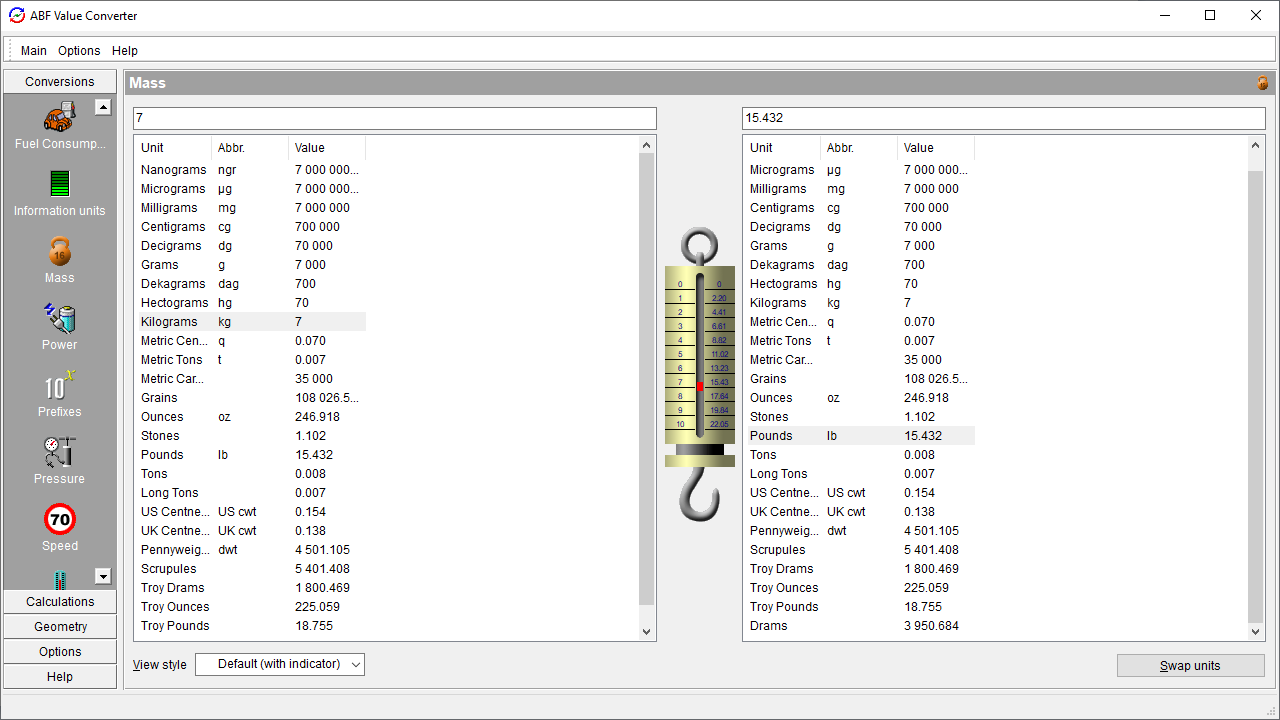 ABF Value Converter
Main Options Help
Conversions
Fuel Consump...
Information units
16
Mass
Power
10x
Prefixes
Pressure
70
Speed
Calculations
Geometry
Options
Help
Mass
7
Unit Abbr. Value
Nanograms ngr 7 000 000...
Micrograms µg 7 000 000...
Milligrams mg 7 000 000
Centigrams cg 700 000
Decigrams dg 70 000
Grams g 7 000
Dekagrams dag 700
Hectograms hg 70
Kilograms kg 7
Metric Cen... q 0.070
Metric Tons t 0.007
Metric Car... 35 000
Grains 108 026.5...
Ounces oz 246.918
Stones 1.102
Pounds lb 15.432
Tons 0.008
Long Tons 0.007
US Centne... US cwt 0.154
UK Centne... UK cwt 0.138
Pennyweig... dwt 4 501.105
Scrupules 5 401.408
Troy Drams 1 800.469
Troy Ounces 225.059
Troy Pounds 18.755
View style Default (with indicator)
0 0
1 2.20
2 4.41
3 6.61
4 8.82
5 11.02
6 13.23
7 15.43
8 17.64
9 19.84
10 22.05
15.432
Unit Abbr. Value
Micrograms µg 7 000 000...
Milligrams mg 7 000 000
Centigrams cg 700 000
Decigrams dg 70 000
Grams g 7 000
Dekagrams dag 700
Hectograms hg 70
Kilograms kg 7
Metric Cen... q 0.070
Metric Tons t 0.007
Metric Car... 35 000
Grains 108 026.5...
Ounces oz 246.918
Stones 1.102
Pounds lb 15.432
Tons 0.008
Long Tons 0.007
US Centne... US cwt 0.154
UK Centne... UK cwt 0.138
Pennyweig... dwt 4 501.105
Scrupules 5 401.408
Troy Drams 1 800.469
Troy Ounces 225.059
Troy Pounds 18.755
Drams 3 950.684
Swap units